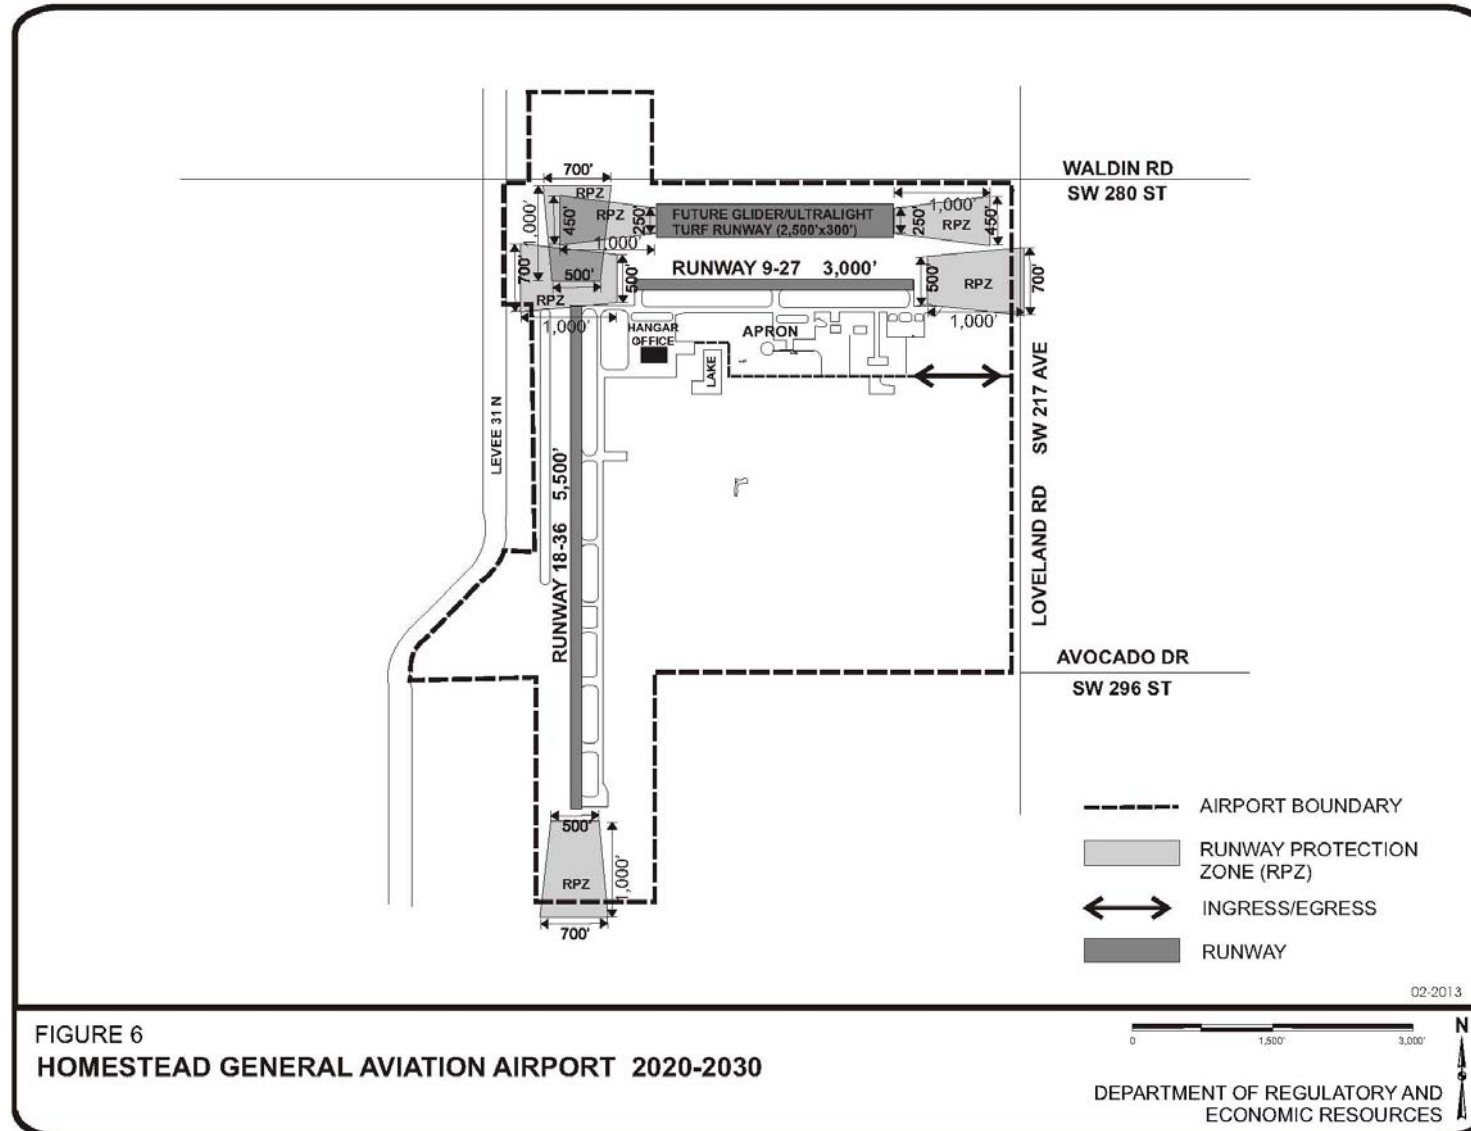 WALDIN RD
SW 280 ST
700'
RPZ
1,000'
450'
RPZ
250'
FUTURE GLIDER/ULTRALIGHT
TURF RUNWAY (2,500'x300')
250'
1,000'
RPZ
450'
1,000'
700'
500'
500'
RPZ
1,000'
RUNWAY 9-27 3,000'
500'
RPZ
700'
1,000'
HANGAR
OFFICE
APRON
LAKE
LEVEE 31 N
RUNWAY 18-36 5,500'
LOVELAND RD SW 217 AVE
AVOCADO DR
SW 296 ST
500'
RPZ
1,000'
700'
AIRPORT BOUNDARY
RUNWAY PROTECTION
ZONE (RPZ)
INGRESS/EGRESS
RUNWAY
02-2013
FIGURE 6
HOMESTEAD GENERAL AVIATION AIRPORT 2020-2030
0 1,500' 3,000'
N
DEPARTMENT OF REGULATORY AND
ECONOMIC RESOURCES